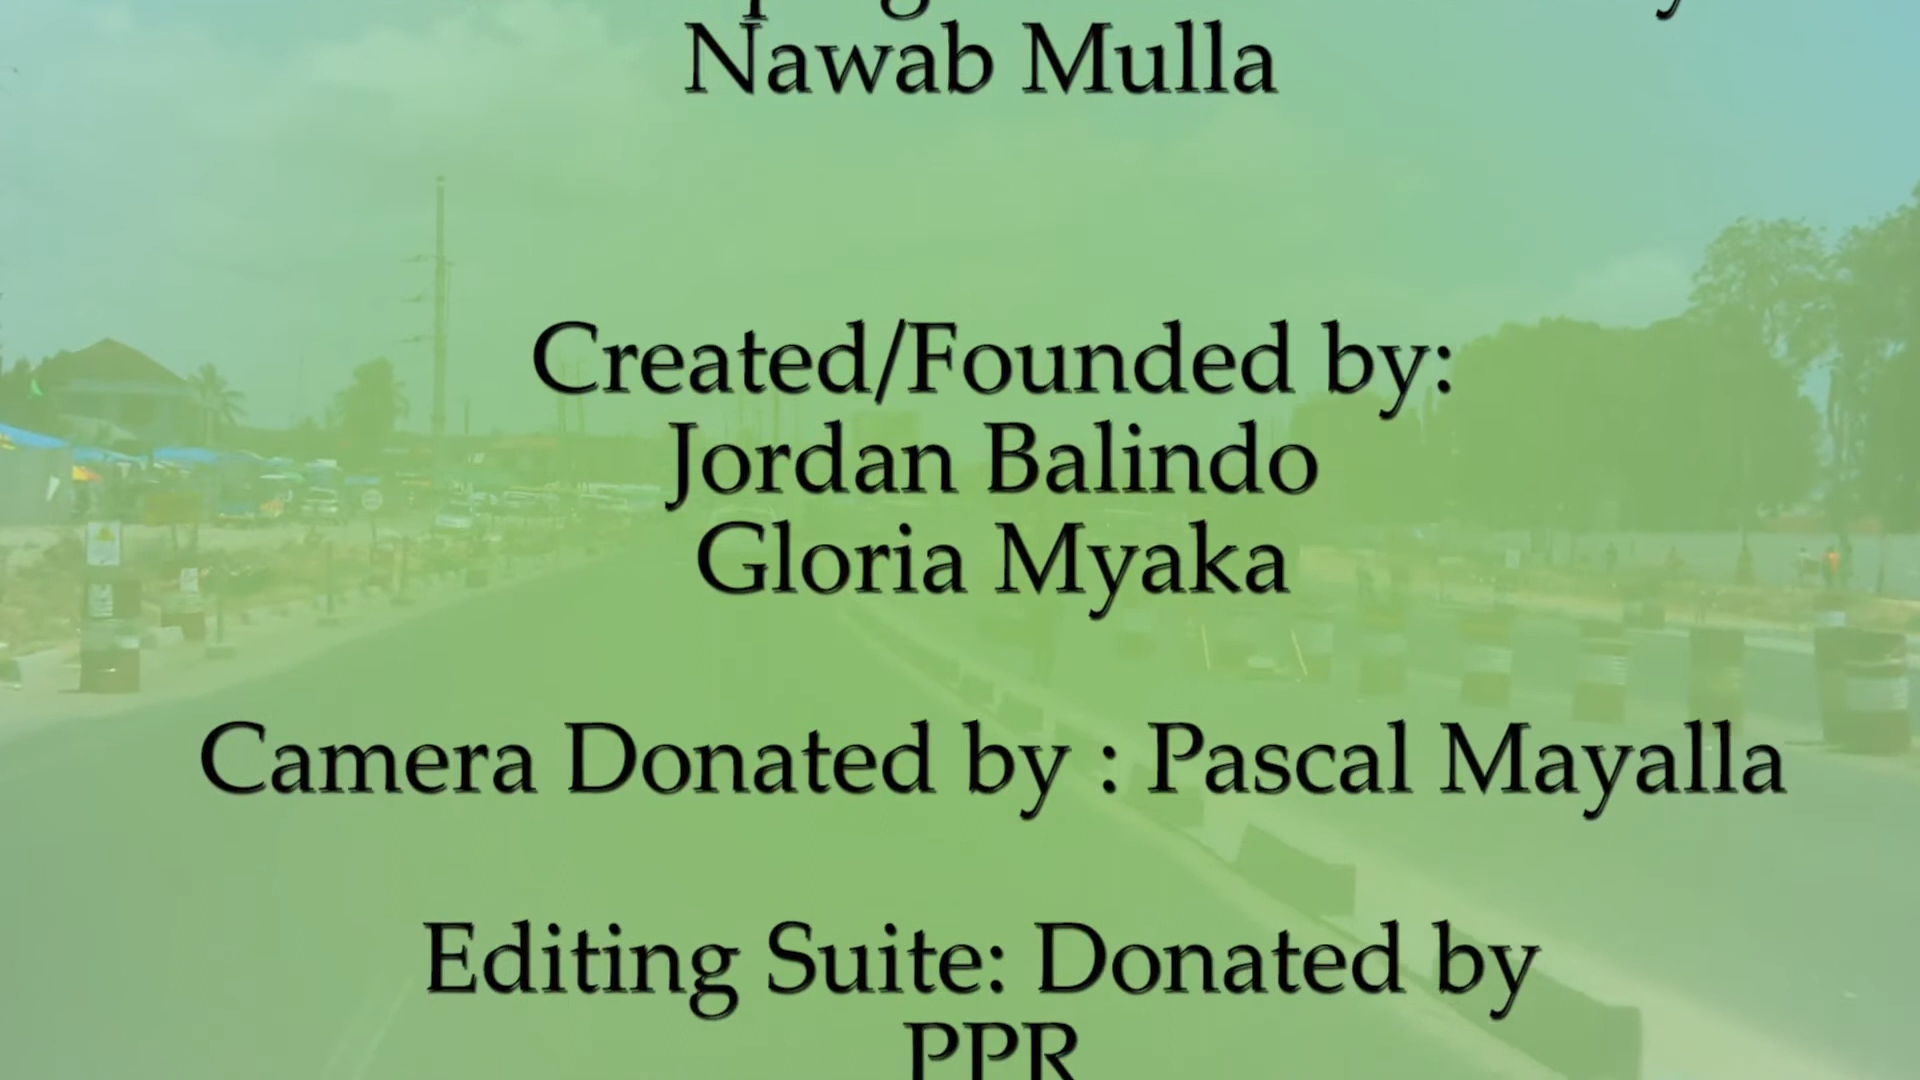 Nawab Mulla
Created/Founded by:
Jordan Balindo
Gloria Myaka
Camera Donated by : Pascal Mayalla
Editing Suite: Donated by
PPR